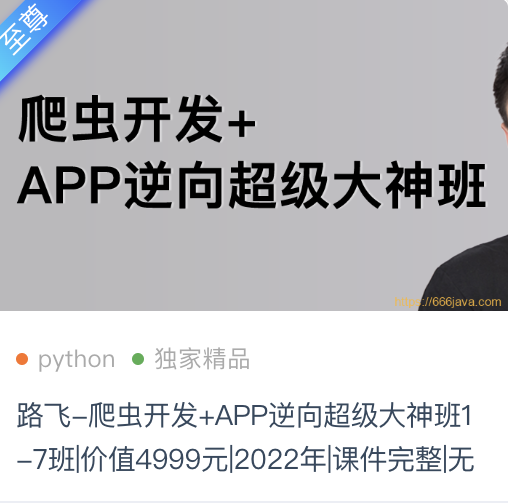 至尊
爬虫开发+
APP逆向超级大神班
https://666java.com
python 独家精品
路飞-爬虫开发+APP逆向超级大神班1
-7班|价值4999元|2022年|课件完整|无